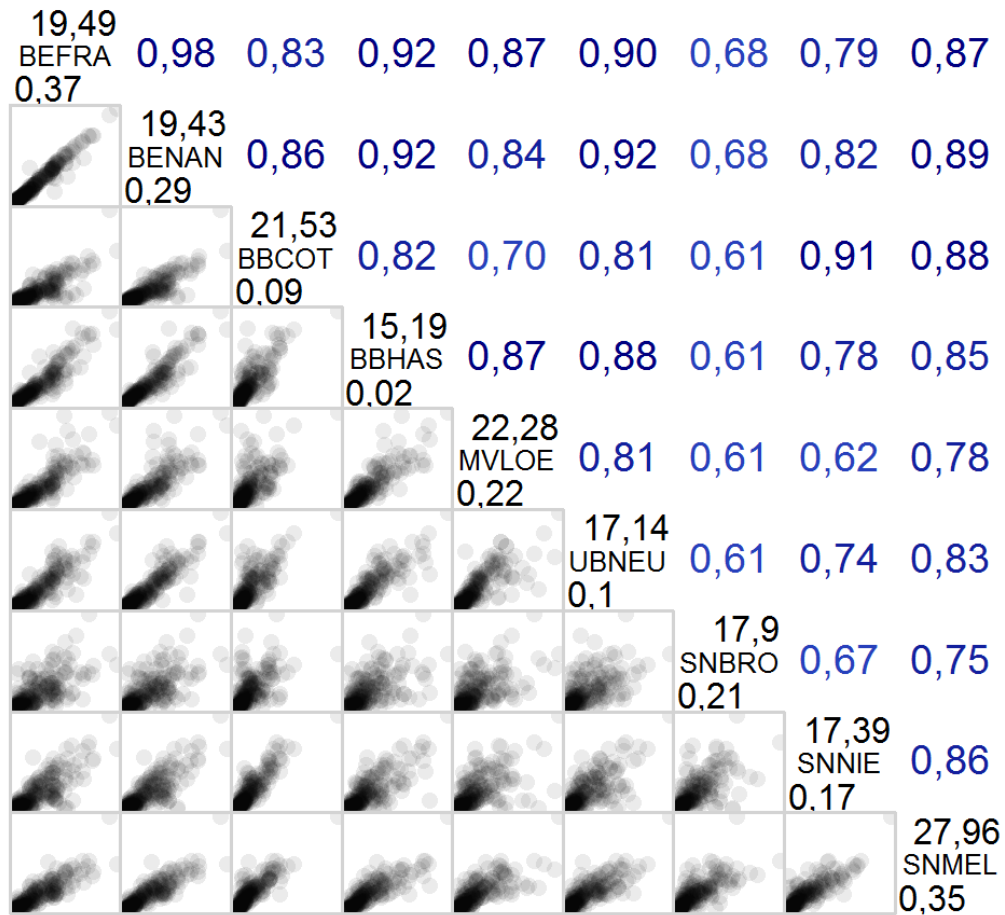 19,49
BEFRA 0,98 0,83 0,92 0,87 0,90 0,68 0,79 0,87
0,37
19,43
BENAN 0,86 0,92 0,84 0,92 0,68 0,82 0,89
0,29
21,53
BBCOT 0,82 0,70 0,81 0,61 0,91 0,88
0,09
15,19
BBHAS 0,87 0,88 0,61 0,78 0,85
0,02
22,28
MVLOE 0,81 0,61 0,62 0,78
0,22
17,14
UBNEU 0,61 0,74 0,83
0,1
17,9
SNBRO 0,67 0,75
0,21
17,39
SNNIE 0,86
0,17
27,96
SNMEL
0,35